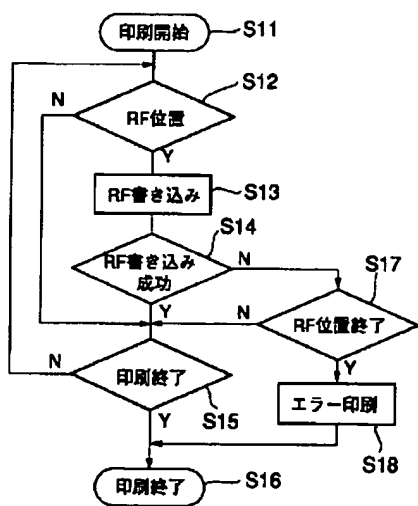 印刷開始
S11
S12
N
RF位置
Y
RF書き込み
S13
S14
RF書き込み
成功
N
S17
Y
N
RF位置終了
N
印刷終了
Y
S15
エラー印刷
Y
S18
印刷終了
S16